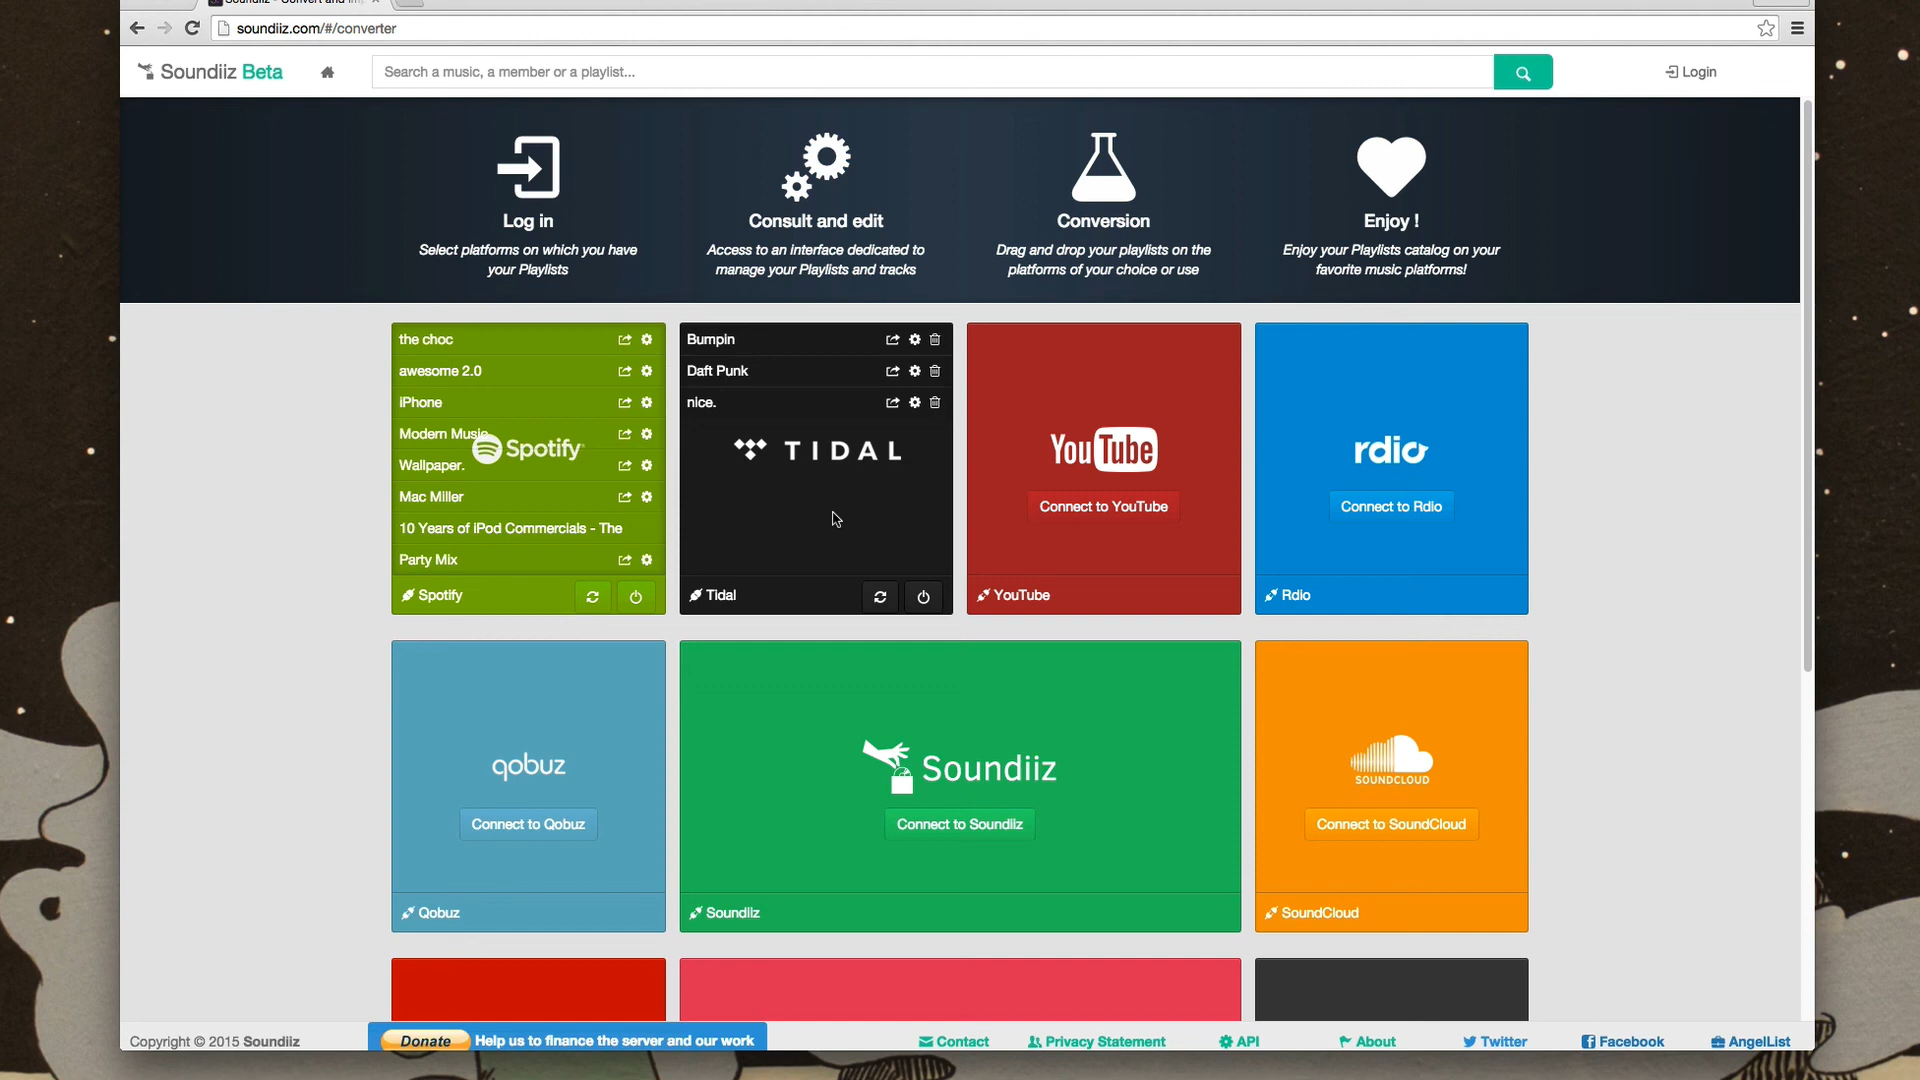 soundiiz.com/#/converter
Soundiiz Beta
Search a music, a member or a playlist...
Login
Log in
Select platforms on which you have
your Playlists
Consult and edit
Access to an interface dedicated to
manage your Playlists and tracks
Conversion
Drag and drop your playlists on the
platforms of your choice or use
Enjoy !
Enjoy your Playlists catalog on your
favorite music platforms!
the choc
awesome 2.0
iPhone
Modern Music
Wallpaper.
Mac Miller
10 Years of iPod Commercials - The
Party Mix
Spotify
Spotify
Bumpin
Daft Punk
nice.
TIDAL
Tidal
YouTube
Connect to YouTube
YouTube
rdio
Connect to Rdio
Rdio
qobuz
Connect to Qobuz
Qobuz
Soundiiz
Connect to Soundiiz
Soundiiz
SOUNDCLOUD
Connect to SoundCloud
SoundCloud
Copyright © 2015 Soundiiz
Donate
Help us to finance the server and our work
Contact
Privacy Statement
API
About
Twitter
Facebook
AngelList